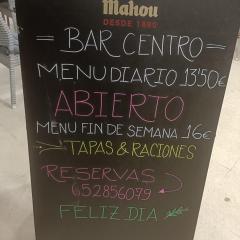 Mahou
DESDE 1890
BAR CENTRO
MENU DIARIO 13'50€
ABIERTO
MENU FIN DE SEMANA 16€
TAPAS & RACIONES
RESERVAS
652856079
FELIZ DIA